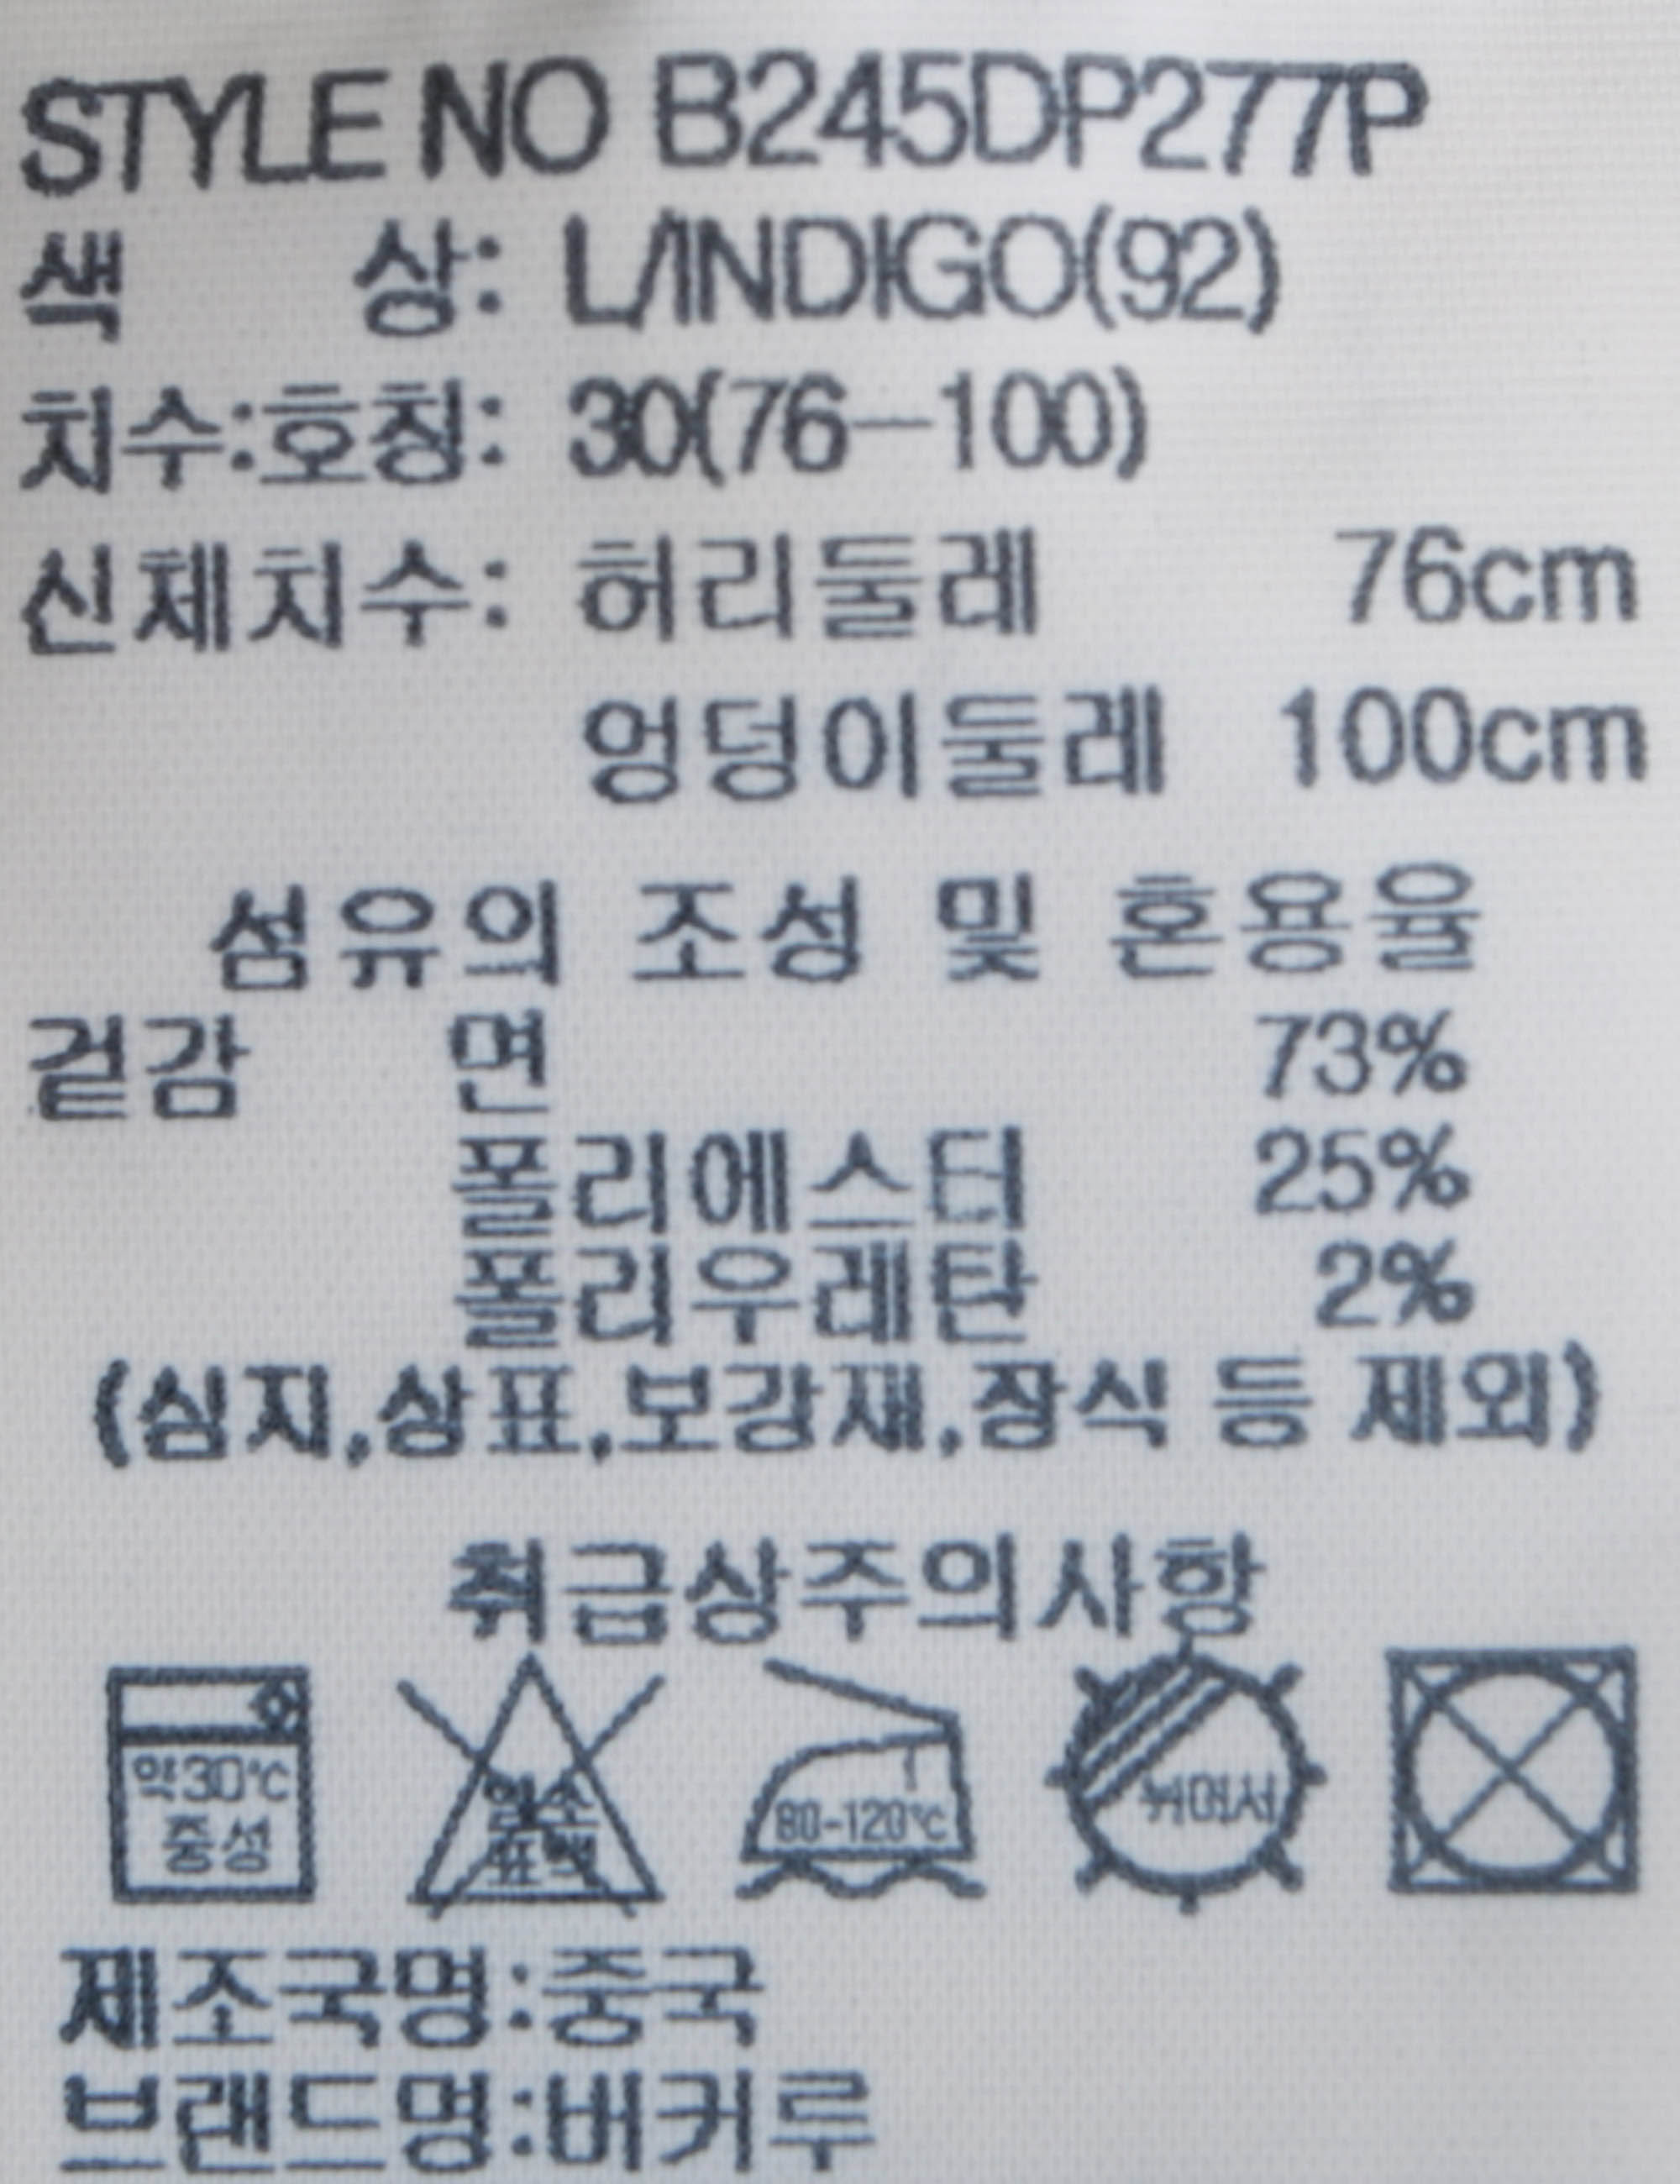 STYLE NO B245DP277P
색 상: L/INDIGO(92)
치수:호칭: 30(76-100)
신체치수: 허리둘레 76cm
엉덩이둘레 100cm
섬유의 조성 및 혼용율
겉감 면 73%
폴리에스터 25%
폴리우레탄 2%
(심지,상표,보강재,장식 등 제외)
취급상주의사항
약30℃
중성
염소
표백
80-120℃
뉘어서
제조국명:중국
브랜드명:버커루